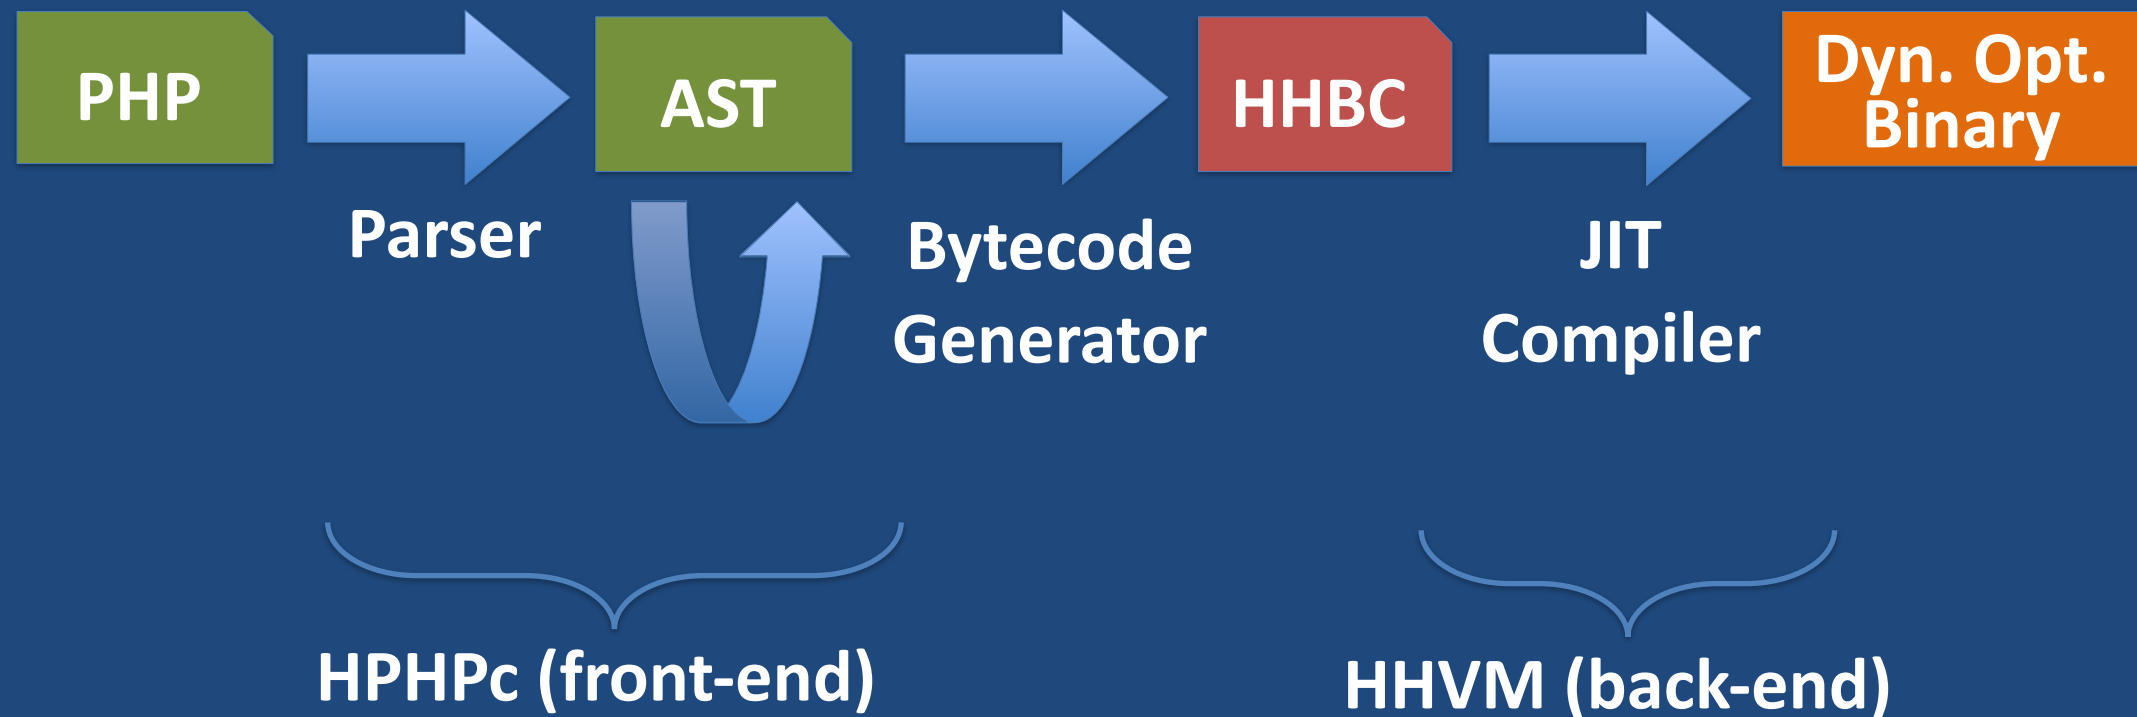 PHP
AST
HHBC
Dyn. Opt.
Binary
Parser
Bytecode
Generator
JIT
Compiler
HPHPc (front-end)
HHVM (back-end)